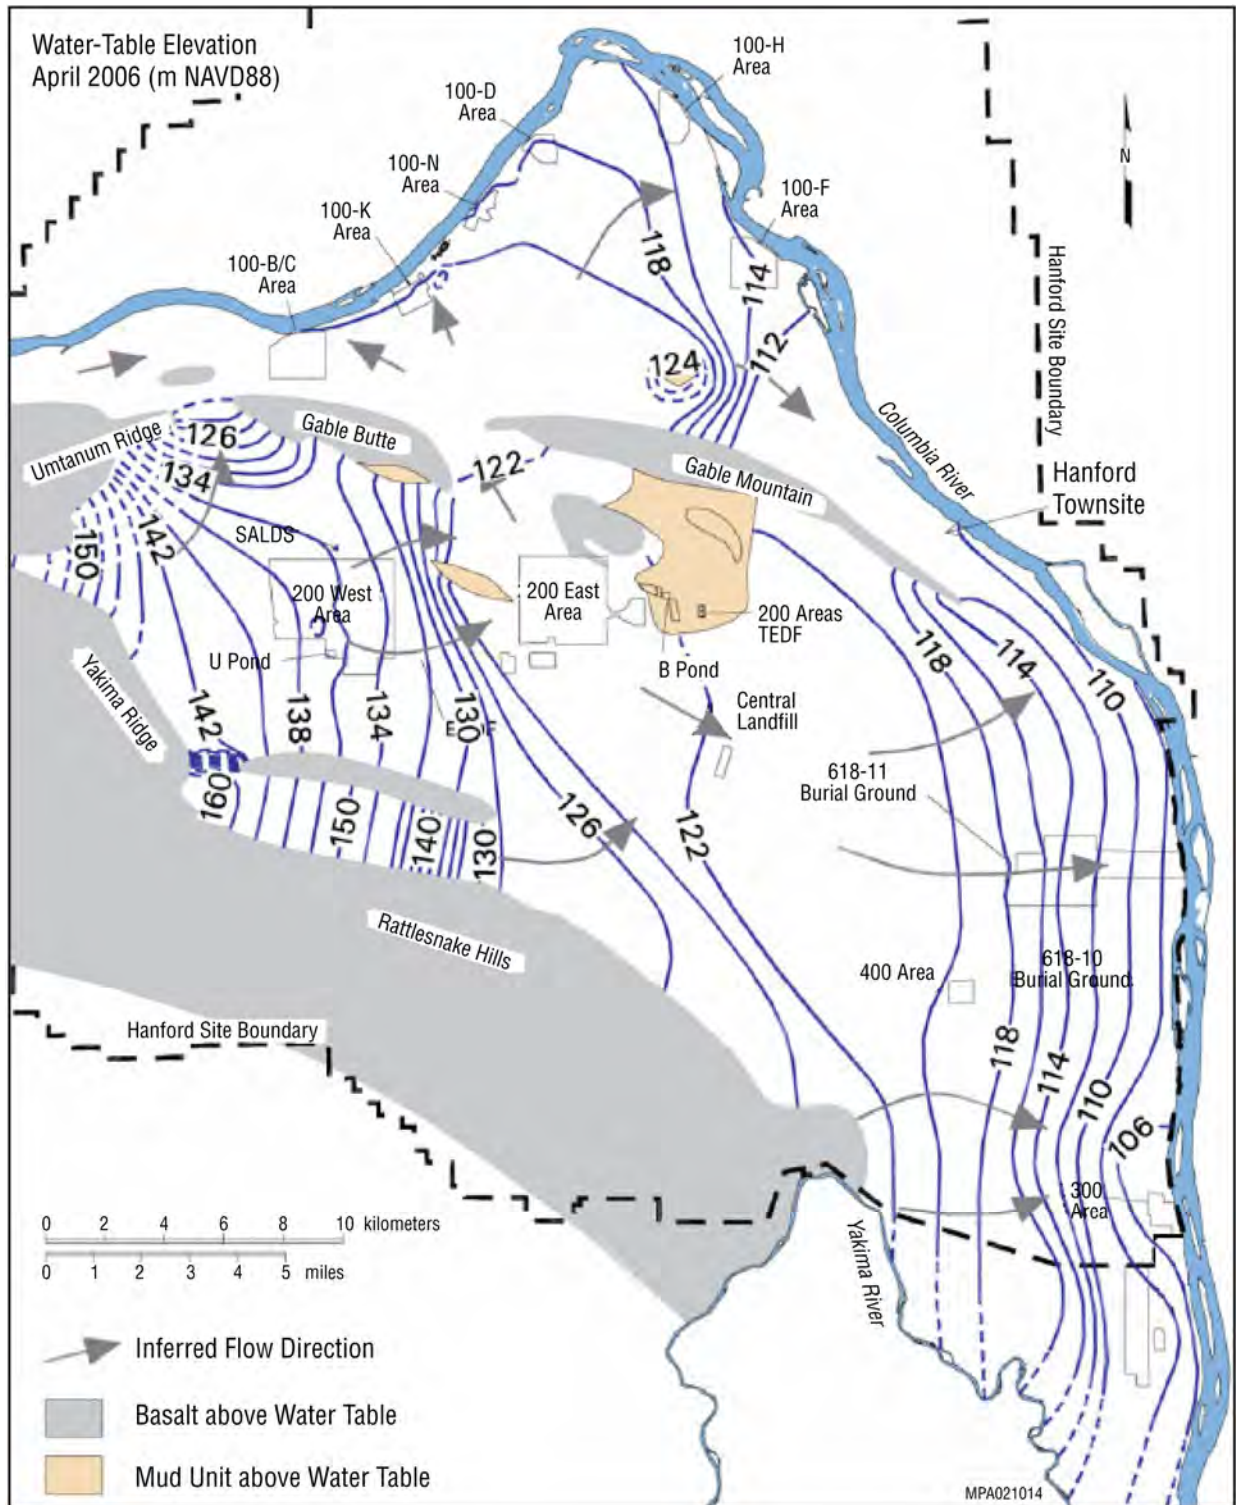 Water-Table Elevation
April 2006 (m NAVD88)
100-H
Area
100-D
Area
100-N
Area
100-K
Area
100-F
Area
100-B/C
Area
N
118
114
112
124
Hanford Site Boundary
Columbia River
Hanford
Townsite
Umtanum Ridge
126
Gable Butte
122
Gable Mountain
134
142
150
SALDS
200 West
Area
200 East
Area
200 Areas
TEDF
U Pond
B Pond
118
114
110
Yakima Ridge
142
138
134
130
Central
Landfill
618-11
Burial Ground
160
150
140
130
126
122
Rattlesnake Hills
400 Area
618-10
Burial Ground
Hanford Site Boundary
118
114
110
106
300
Area
Yakima River
0 2 4 6 8 10 kilometers
0 1 2 3 4 5 miles
Inferred Flow Direction
Basalt above Water Table
Mud Unit above Water Table
MPA021014